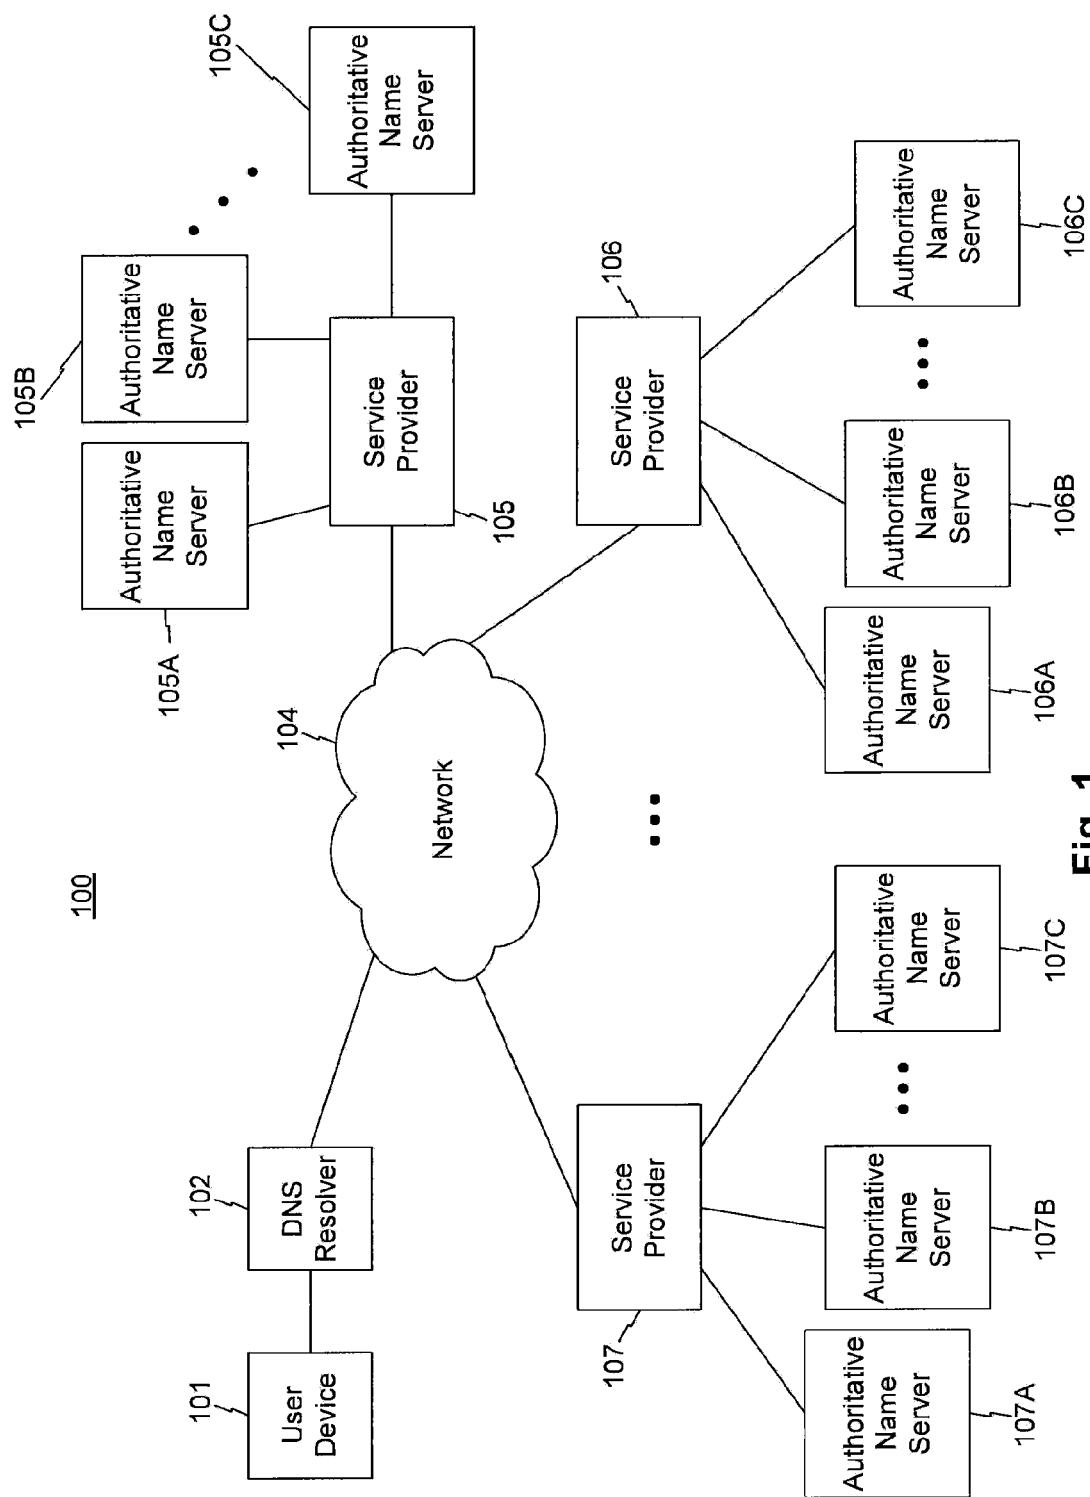 100
101
User
Device
102
DNS
Resolver
104
Network
105A
Authoritative
Name
Server
105B
Authoritative
Name
Server
105C
Authoritative
Name
Server
Service
Provider
105
106
Service
Provider
107
Service
Provider
Authoritative
Name
Server
107A
Authoritative
Name
Server
107B
Authoritative
Name
Server
107C
Authoritative
Name
Server
106A
Authoritative
Name
Server
106B
Authoritative
Name
Server
106C
Fig. 1